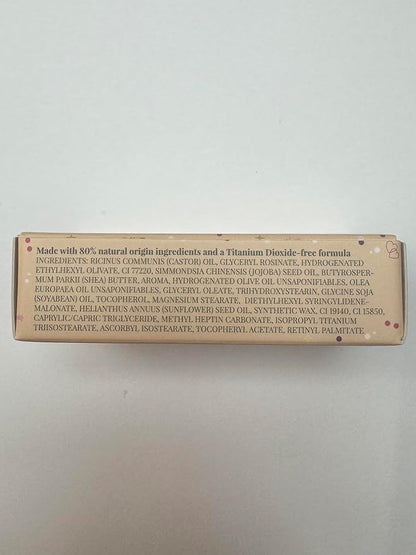 Made with 80% natural origin ingredients and a Titanium Dioxide-free formula
INGREDIENTS: RICINUS COMMUNIS (CASTOR) OIL, GLYCERYL ROSINATE, HYDROGENATED
ETHYLHEXYL OLIVATE, CI 77220, SIMMONDSIA CHINENSIS (JOJOBA) SEED OIL, BUTYROSPER-
MUM PARKII (SHEA) BUTTER, AROMA, HYDROGENATED OLIVE OIL UNSAPONIFIABLES, OLEA
EUROPAEA OIL UNSAPONIFIABLES, GLYCERYL OLEATE, TRIHYDROXYSTEARIN, GLYCINE SOJA
(SOYABEAN) OIL, TOCOPHEROL, MAGNESIUM STEARATE, DIETHYLHEXYL SYRINGYLIDENE-
MALONATE, HELIANTHUS ANNUUS (SUNFLOWER) SEED OIL, SYNTHETIC WAX, CI 19140, CI 15850,
CAPRYLIC/CAPRIC TRIGLYCERIDE, METHYL HEPTIN CARBONATE, ISOPROPYL TITANIUM
TRIISOSTEARATE, ASCORBYL ISOSTEARATE, TOCOPHERYL ACETATE, RETINYL PALMITATE